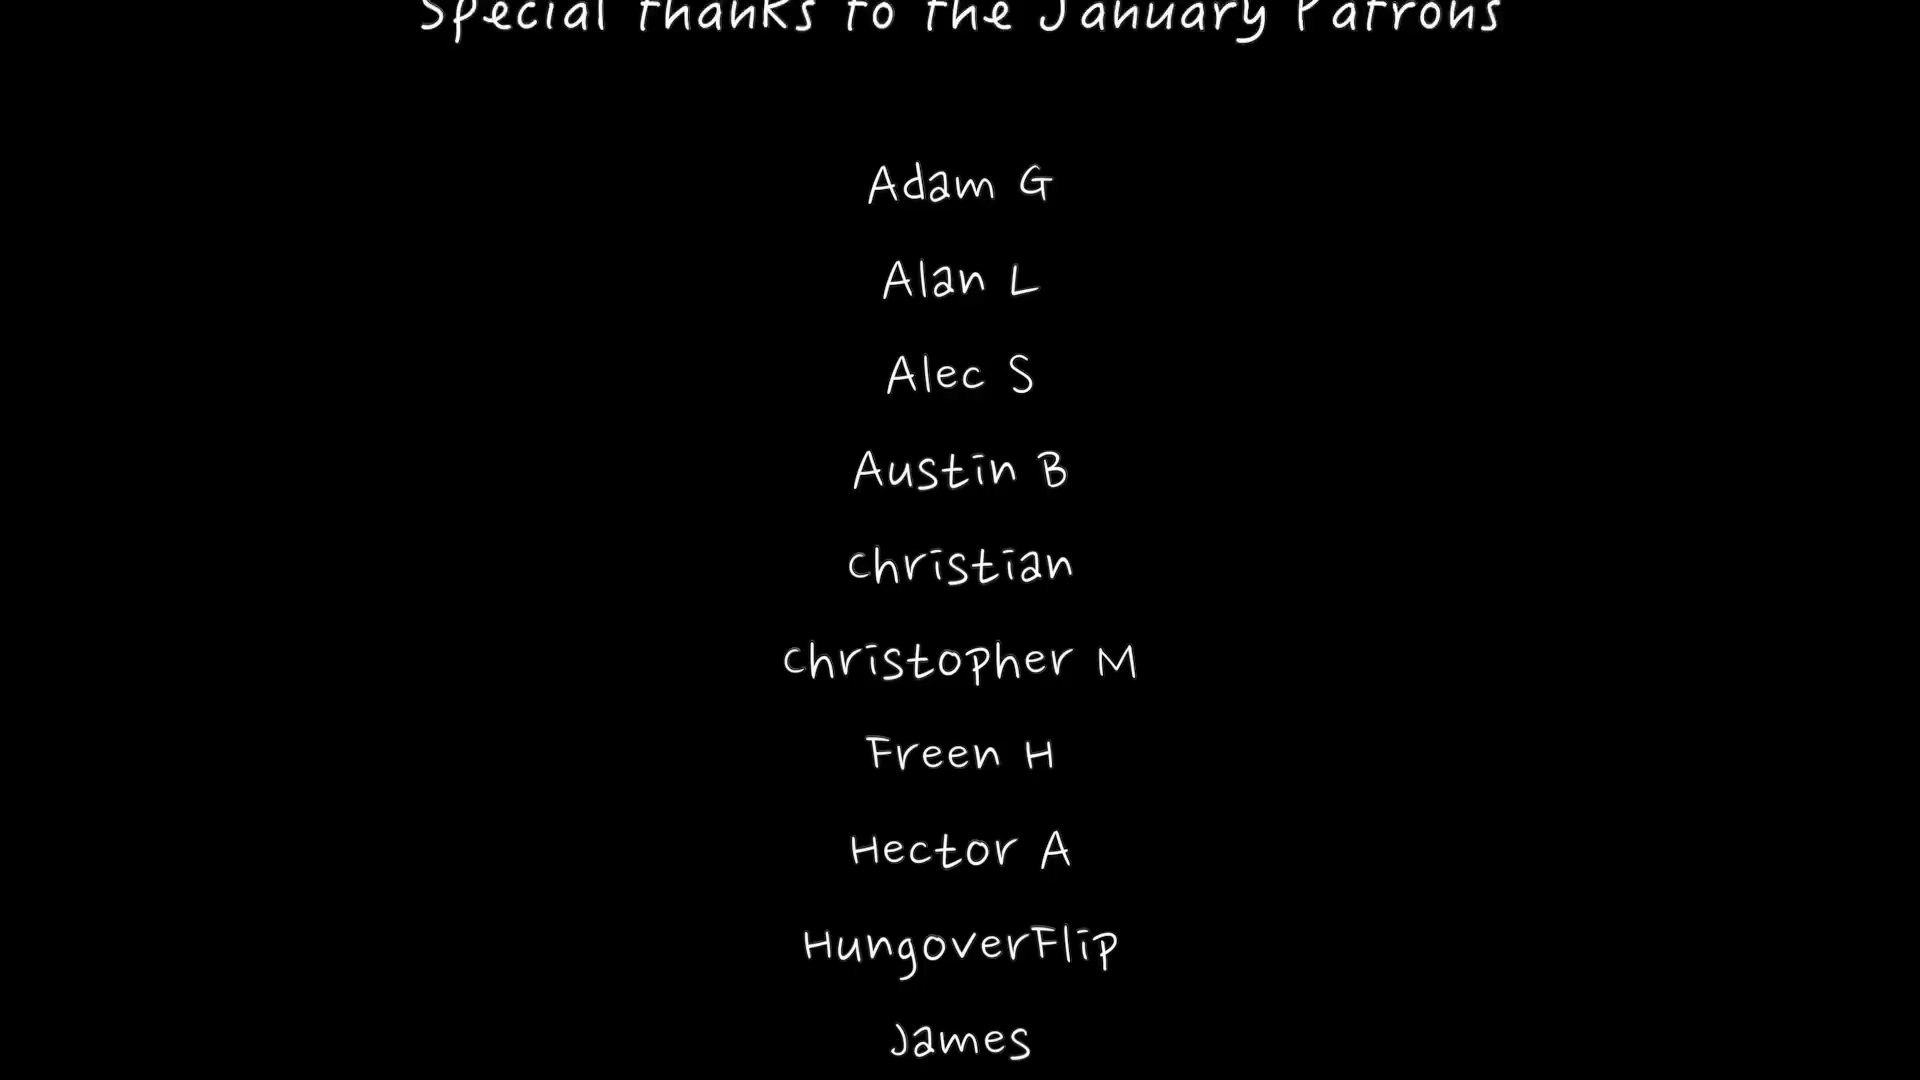 Special thanks to the January Patrons
Adam G
Alan L
Alec S
Austin B
Christian
Christopher M
Freen H
Hector A
HungoverFlip
James